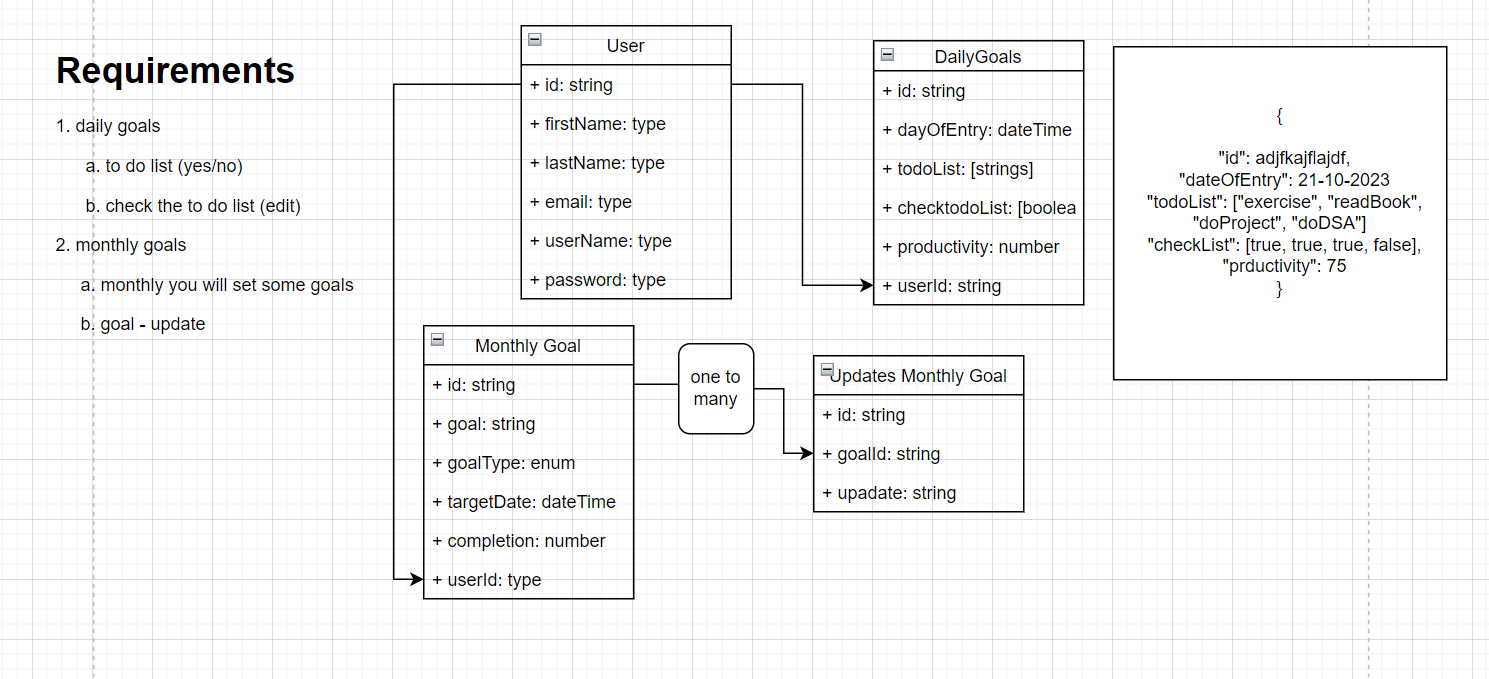 Requirements
1. daily goals
a. to do list (yes/no)
b. check the to do list (edit)
2. monthly goals
a. monthly you will set some goals
b. goal - update
User
+ id: string
+ firstName: type
+ lastName: type
+ email: type
+ userName: type
+ password: type
DailyGoals
+ id: string
+ dayOfEntry: dateTime
+ todoList: [strings]
+ checktodoList: [boolea
+ productivity: number
+ userId: string
{
"id": adjfkajflajdf,
"dateOfEntry": 21-10-2023
"todoList": ["exercise", "readBook",
"doProject", "doDSA"]
"checkList": [true, true, true, false],
"prductivity": 75
}
Monthly Goal
+ id: string
+ goal: string
+ goalType: enum
+ targetDate: dateTime
+ completion: number
+ userId: type
one to
many
Updates Monthly Goal
+ id: string
+ goalId: string
+ upadate: string